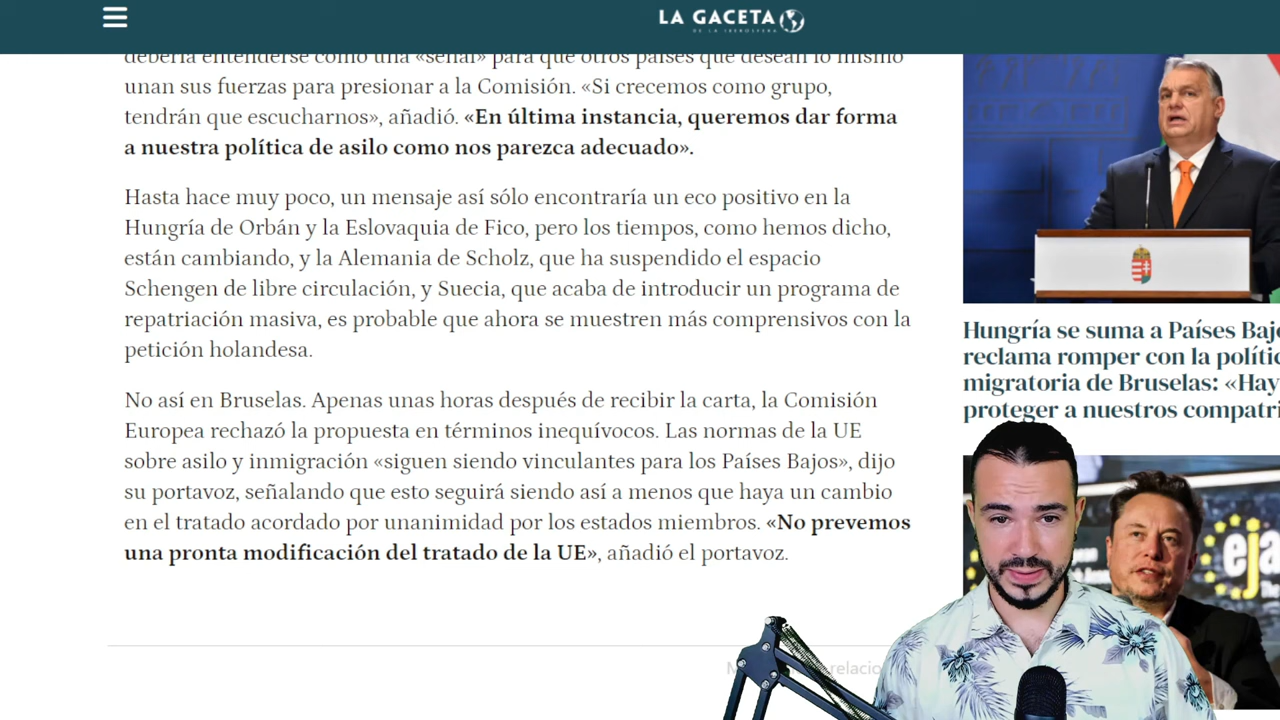 LA GACETA
DE LA IBEROSFERA
debería entenderse como una «señal» para que otros países que desean lo mismo
unan sus fuerzas para presionar a la Comisión. «Si crecemos como grupo,
tendrán que escucharnos», añadió. «En última instancia, queremos dar forma
a nuestra política de asilo como nos parezca adecuado».
Hasta hace muy poco, un mensaje así sólo encontraría un eco positivo en la
Hungría de Orbán y la Eslovaquia de Fico, pero los tiempos, como hemos dicho,
están cambiando, y la Alemania de Scholz, que ha suspendido el espacio
Schengen de libre circulación, y Suecia, que acaba de introducir un programa de
repatriación masiva, es probable que ahora se muestren más comprensivos con la
petición holandesa.
No así en Bruselas. Apenas unas horas después de recibir la carta, la Comisión
Europea rechazó la propuesta en términos inequívocos. Las normas de la UE
sobre asilo y inmigración «siguen siendo vinculantes para los Países Bajos», dijo
su portavoz, señalando que esto seguirá siendo así a menos que haya un cambio
en el tratado acordado por unanimidad por los estados miembros. «No prevemos
una pronta modificación del tratado de la UE», añadió el portavoz.
Hungría se suma a Países Baj
reclama romper con la polític
migratoria de Bruselas: «Hay
proteger a nuestros compatri
eja